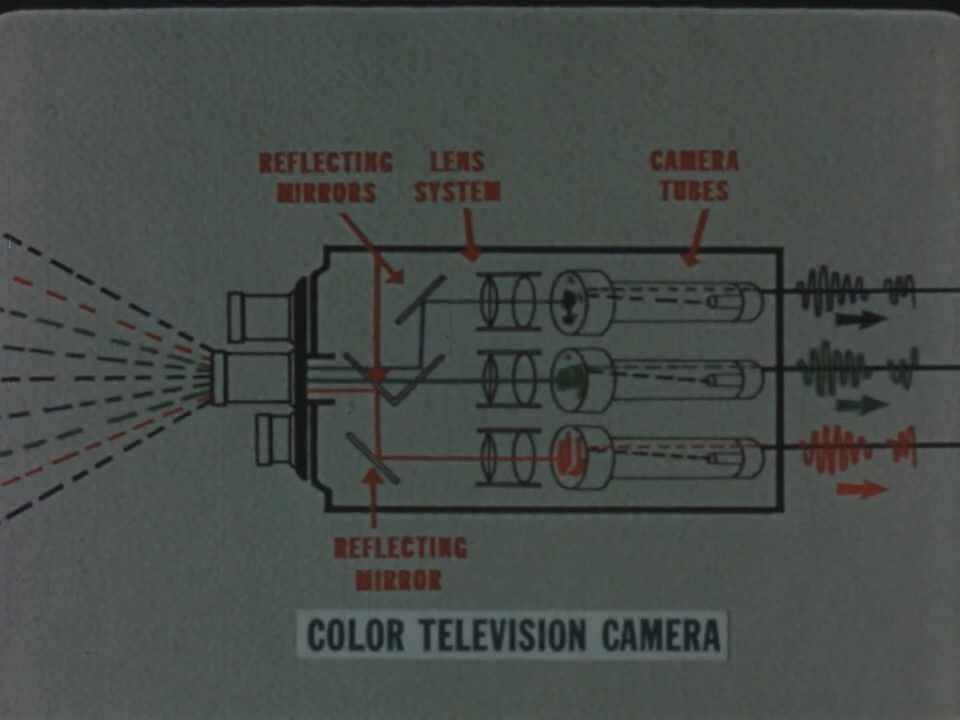 REFLECTING
MIRRORS
LENS
SYSTEM
CAMERA
TUBES
REFLECTING
MIRROR
COLOR TELEVISION CAMERA